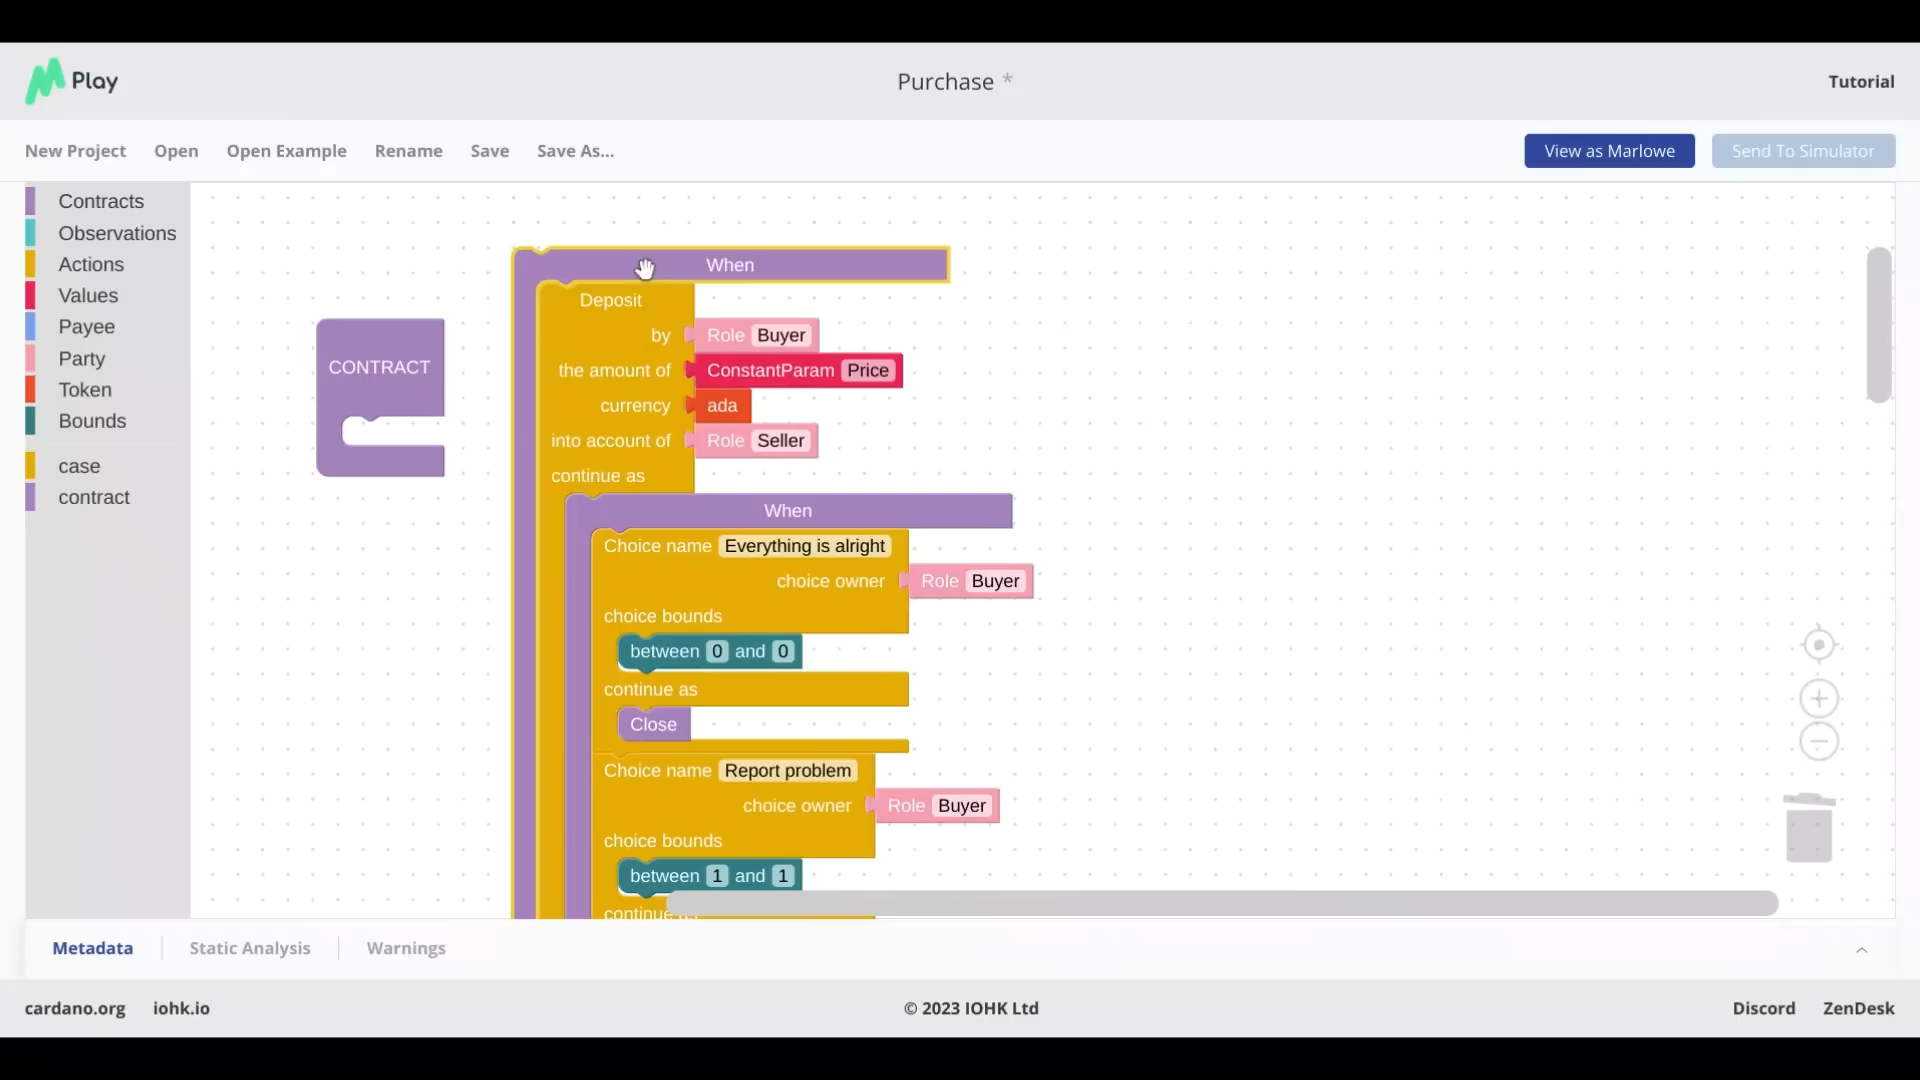 Play
Purchase *
Tutorial
New Project Open Open Example Rename Save Save As...
View as Marlowe Send To Simulator
Contracts
Observations
Actions
Values
Payee
Party
Token
Bounds
case
contract
CONTRACT
When
Deposit
by Role Buyer
the amount of ConstantParam Price
currency ada
into account of Role Seller
continue as
When
Choice name Everything is alright
choice owner Role Buyer
choice bounds
between 0 and 0
continue as
Close
Choice name Report problem
choice owner Role Buyer
choice bounds
between 1 and 1
continue as
Metadata Static Analysis Warnings
cardano.org iohk.io
© 2023 IOHK Ltd
Discord ZenDesk